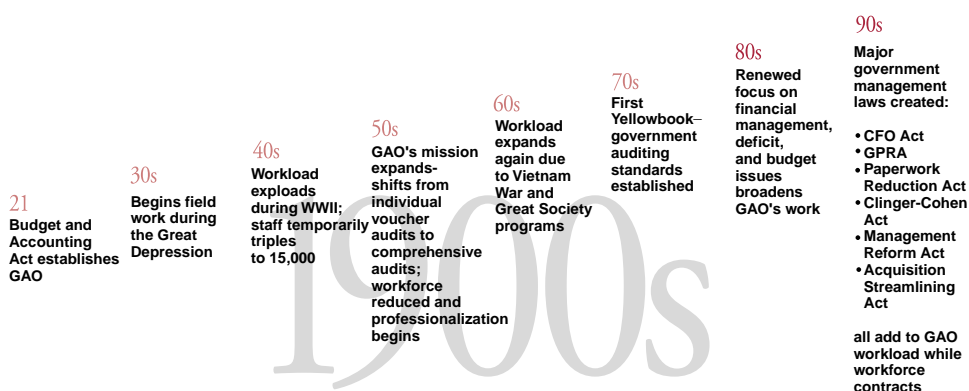 21
Budget and
Accounting
Act establishes
GAO
30s
Begins field
work during
the Great
Depression
40s
Workload
exploads
during WWII;
staff temporarily
triples
to 15,000
50s
GAO's mission
expands-
shifts from
individual
voucher
audits to
comprehensive
audits;
workforce
reduced and
professionalization
begins
60s
Workload
expands
again due
to Vietnam
War and
Great Society
programs
70s
First
Yellowbook–
government
auditing
standards
established
80s
Renewed
focus on
financial
management,
deficit,
and budget
issues
broadens
GAO's work
90s
Major
government
management
laws created:
• CFO Act
• GPRA
• Paperwork
Reduction Act
• Clinger-Cohen
Act
• Management
Reform Act
• Acquisition
Streamlining
Act
all add to GAO
workload while
workforce
contracts
1900s